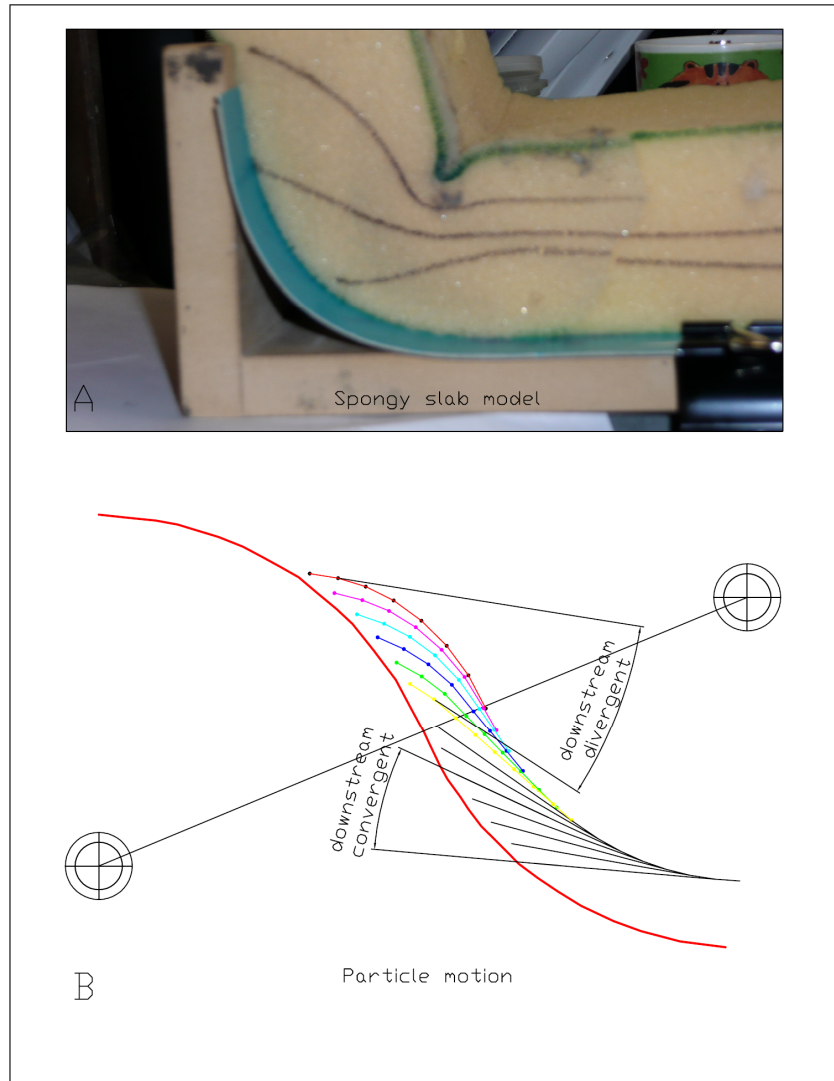 A
Spongy slab model
downstream
divergent
downstream
convergent
B
Particle motion